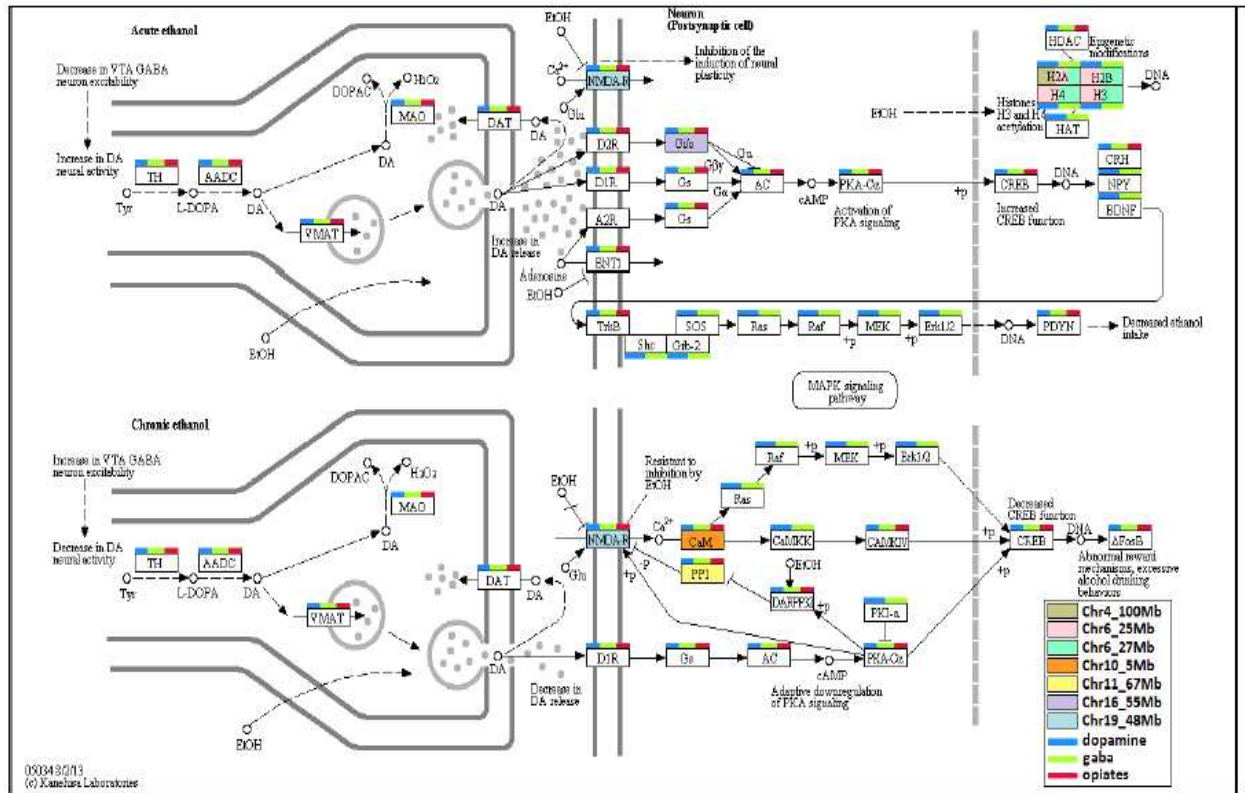 Acute ethanol
Decrease in VTA GABA
neuron excitability
Increase in DA
neural activity
Tyr
TH
L-DOPA
AADC
DA
DOPAC
H2O2
MAO
DA
VMAT
EtOH
DAT
DA
DA
Increase in
DA release
Neuron
(Postsynaptic cell)
EtOH
Ca2+
Glu
NMDA-R
Inhibition of the
induction of neural
plasticity
D2R
D1R
A2R
ENT1
Adenosine
EtOH
Gi/o
Gs
Gs
Gα
Gβγ
Gα
AC
cAMP
PKA-Cα
Activation of
PKA signaling
+p
CREB
Increased
CREB function
DNA
CRH
NPY
BDNF
HDAC
Epigenetic
modifications
H2A
H2B
H4
H3
DNA
EtOH
Histones
H3 and H4
acetylation
HAT
TrkB
Shc
Grb-2
SOS
Ras
Raf
MEK
Erk1/2
+p
+p
DNA
PDYN
Decreased ethanol
intake
MAPK signaling
pathway
Chronic ethanol
Increase in VTA GABA
neuron excitability
Decrease in DA
neural activity
Tyr
TH
L-DOPA
AADC
DA
DOPAC
H2O2
MAO
DA
VMAT
EtOH
DAT
DA
DA
Decrease in
DA release
EtOH
Glu
NMDA-R
Resistant to
inhibition by
EtOH
Ca2+
-p
+p
CaM
Ras
Raf
MEK
Erk1/2
+p
+p
CaMKK
CAMKIV
PP1
EtOH
DARPP32
+p
PKI-a
D1R
Gs
AC
cAMP
PKA-Cα
Adaptive downregulation
of PKA signaling
+p
+p
Decreased
CREB function
CREB
DNA
ΔFosB
Abnormal reward
mechanisms, excessive
alcohol drinking
behaviors
Chr4_100Mb
Chr6_25Mb
Chr6_27Mb
Chr10_5Mb
Chr11_67Mb
Chr16_55Mb
Chr19_48Mb
dopamine
gaba
opiates
05034 8/2/13
(c) Kanehisa Laboratories